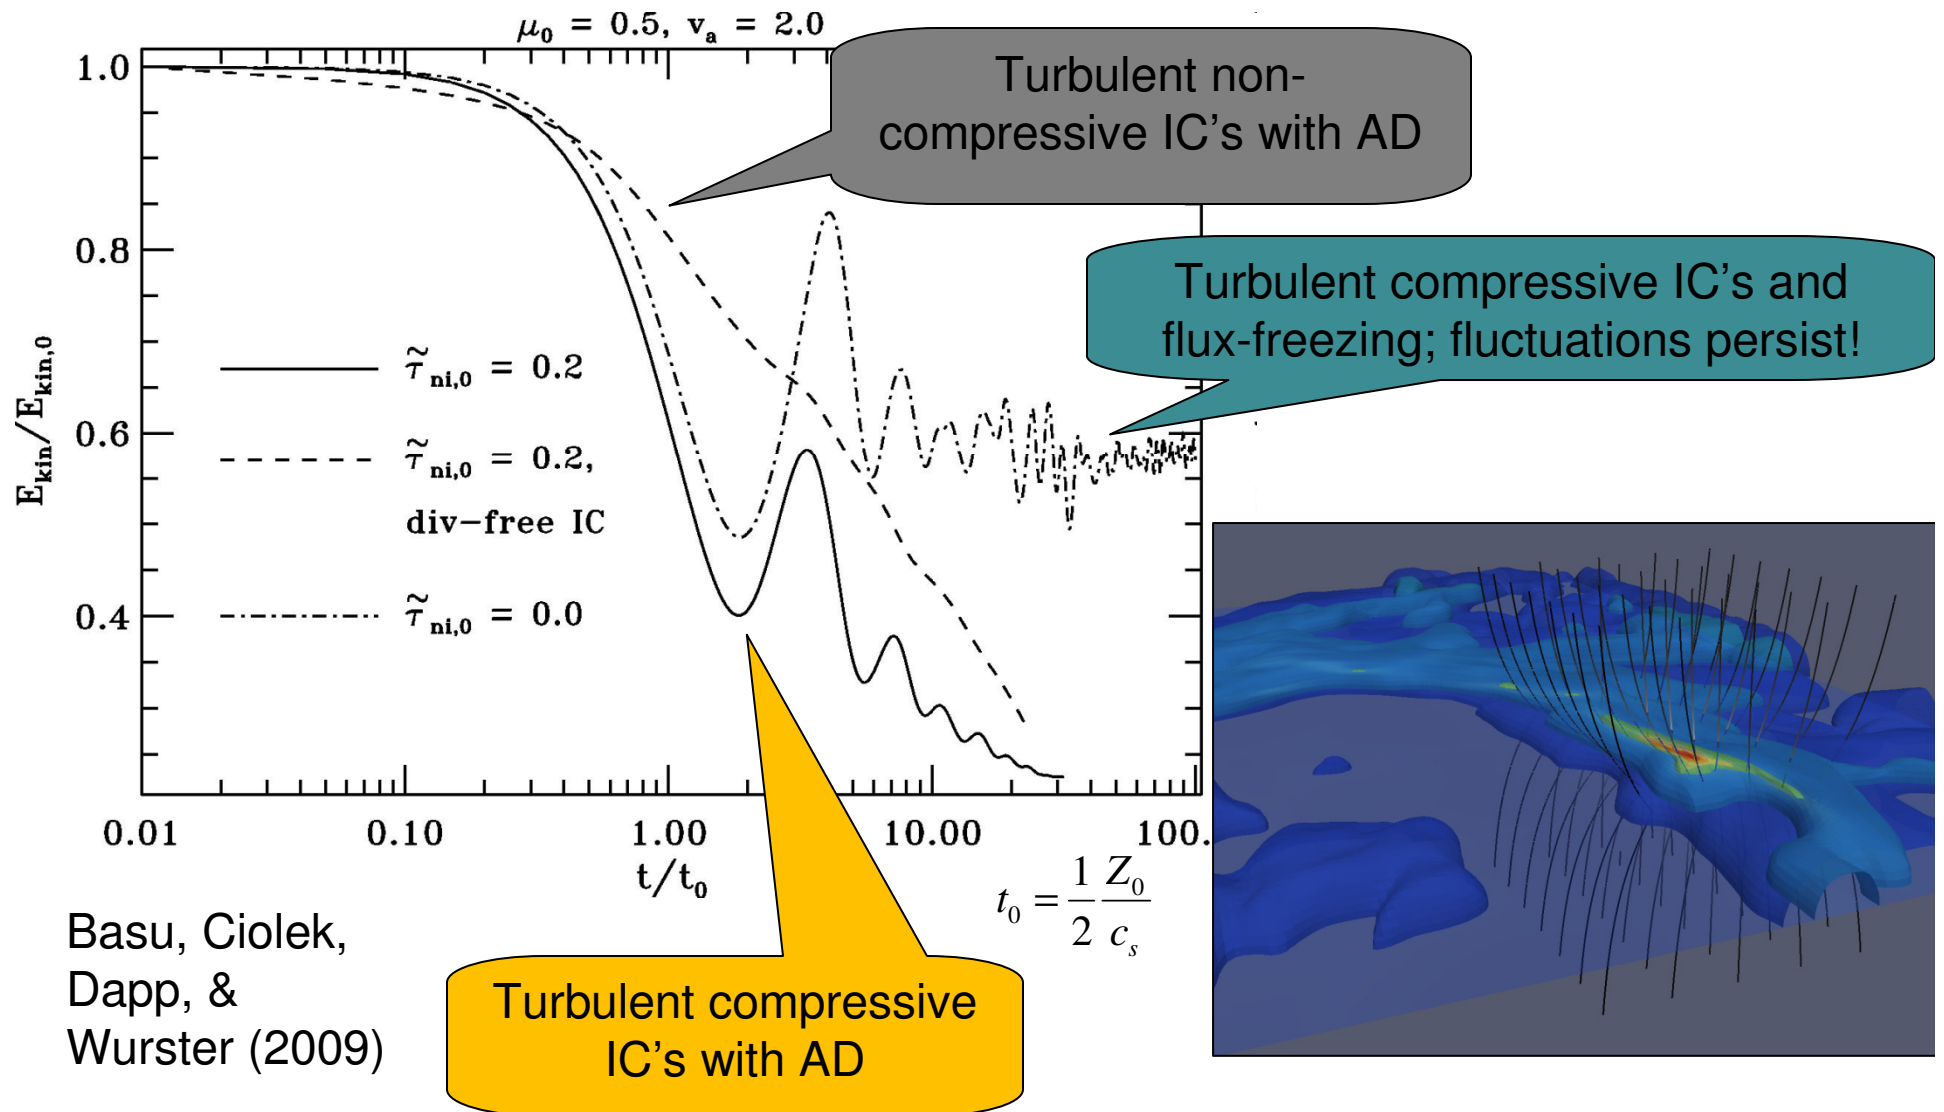 μ₀ = 0.5, vₐ = 2.0
Turbulent non-
compressive IC's with AD
Turbulent compressive IC's and
flux-freezing; fluctuations persist!
1.0
0.8
0.6
0.4
E_kin/E_kin,0
τ̃_ni,0 = 0.2
τ̃_ni,0 = 0.2,
div-free IC
τ̃_ni,0 = 0.0
0.01 0.10 1.00 10.00 100.
t/t₀
t₀ = 1/2 Z₀/c_s
Basu, Ciolek,
Dapp, &
Wurster (2009)
Turbulent compressive
IC's with AD